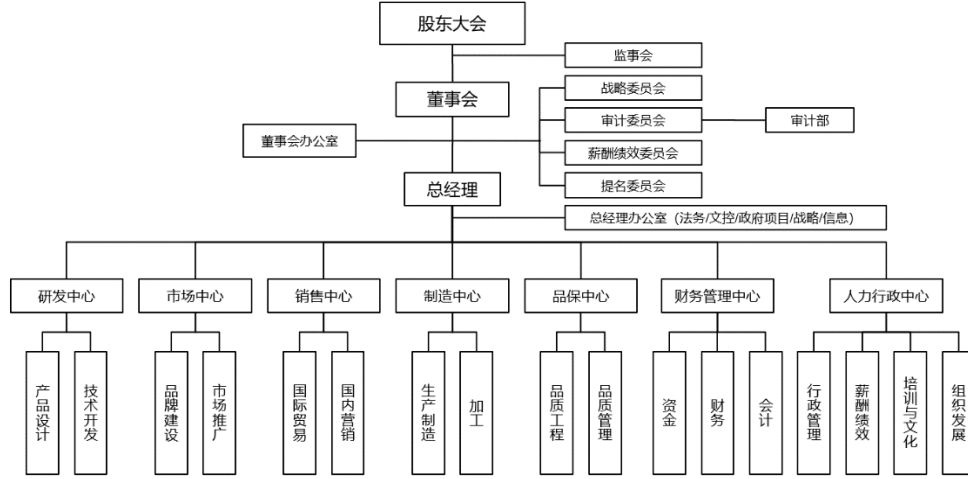 股东大会
监事会
董事会
战略委员会
审计委员会
审计部
董事会办公室
薪酬绩效委员会
总经理
提名委员会
总经理办公室（法务/文控/政府项目/战略/信息）
研发中心
市场中心
销售中心
制造中心
品保中心
财务管理中心
人力行政中心
产品设计
技术开发
品牌建设
市场推广
国际贸易
国内营销
生产制造
加工
品质工程
品质管理
资金
财务
会计
行政管理
薪酬绩效
培训与文化
组织发展